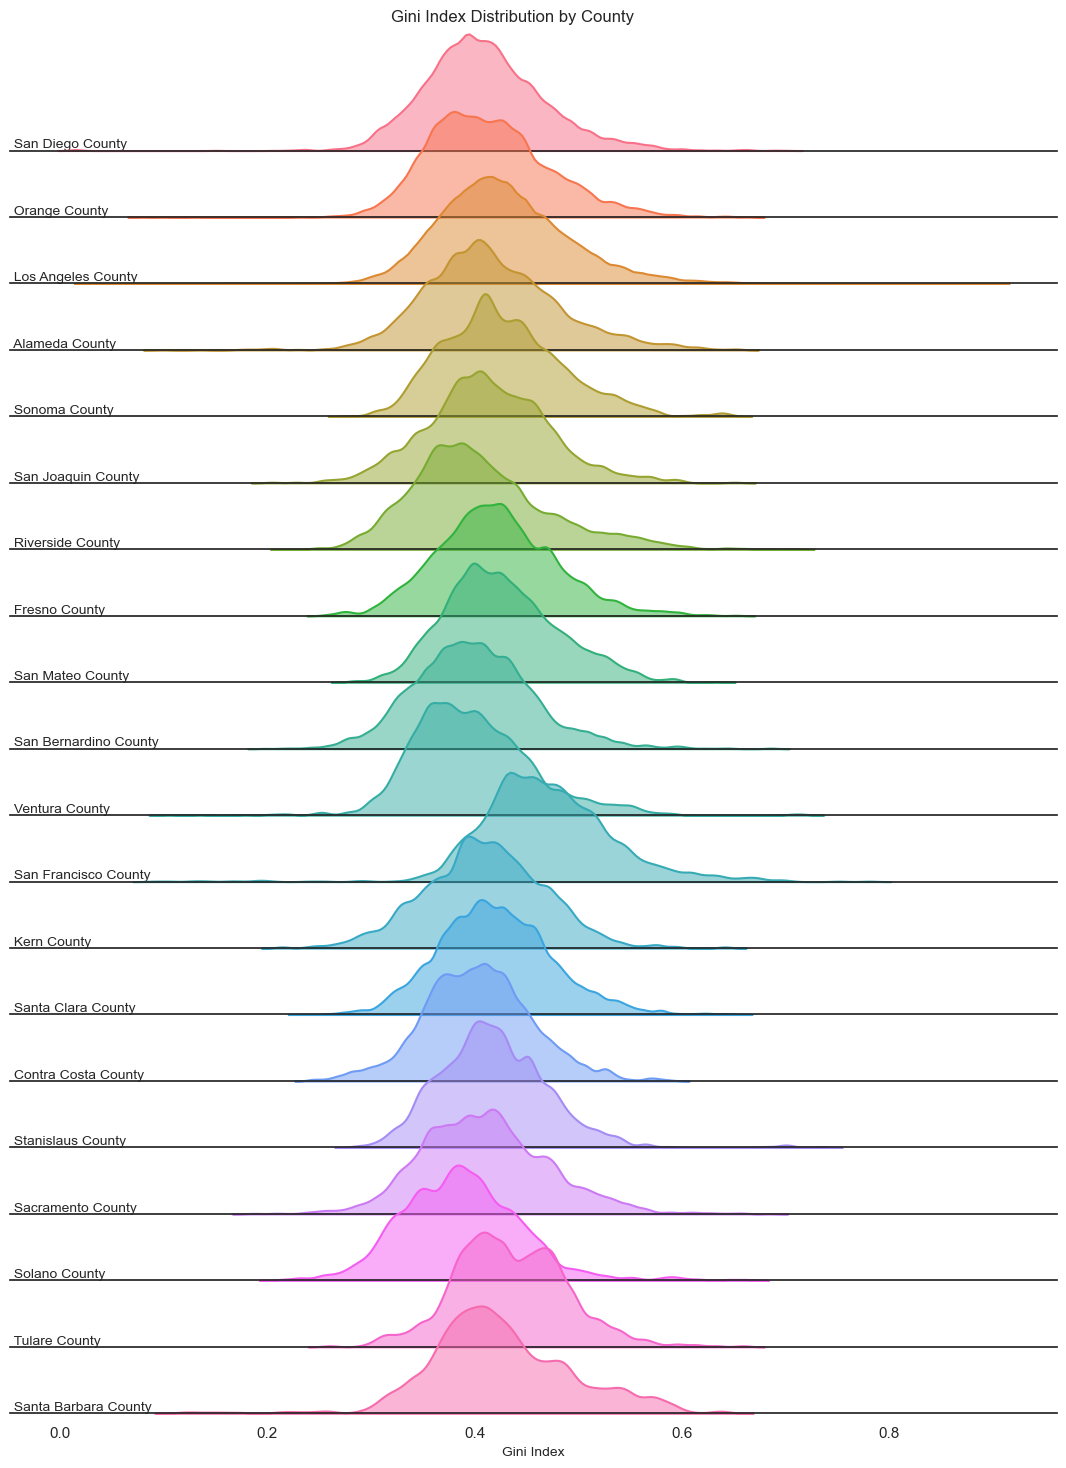 Gini Index Distribution by County
San Diego County
Orange County
Los Angeles County
Alameda County
Sonoma County
San Joaquin County
Riverside County
Fresno County
San Mateo County
San Bernardino County
Ventura County
San Francisco County
Kern County
Santa Clara County
Contra Costa County
Stanislaus County
Sacramento County
Solano County
Tulare County
Santa Barbara County
0.0 0.2 0.4 0.6 0.8
Gini Index